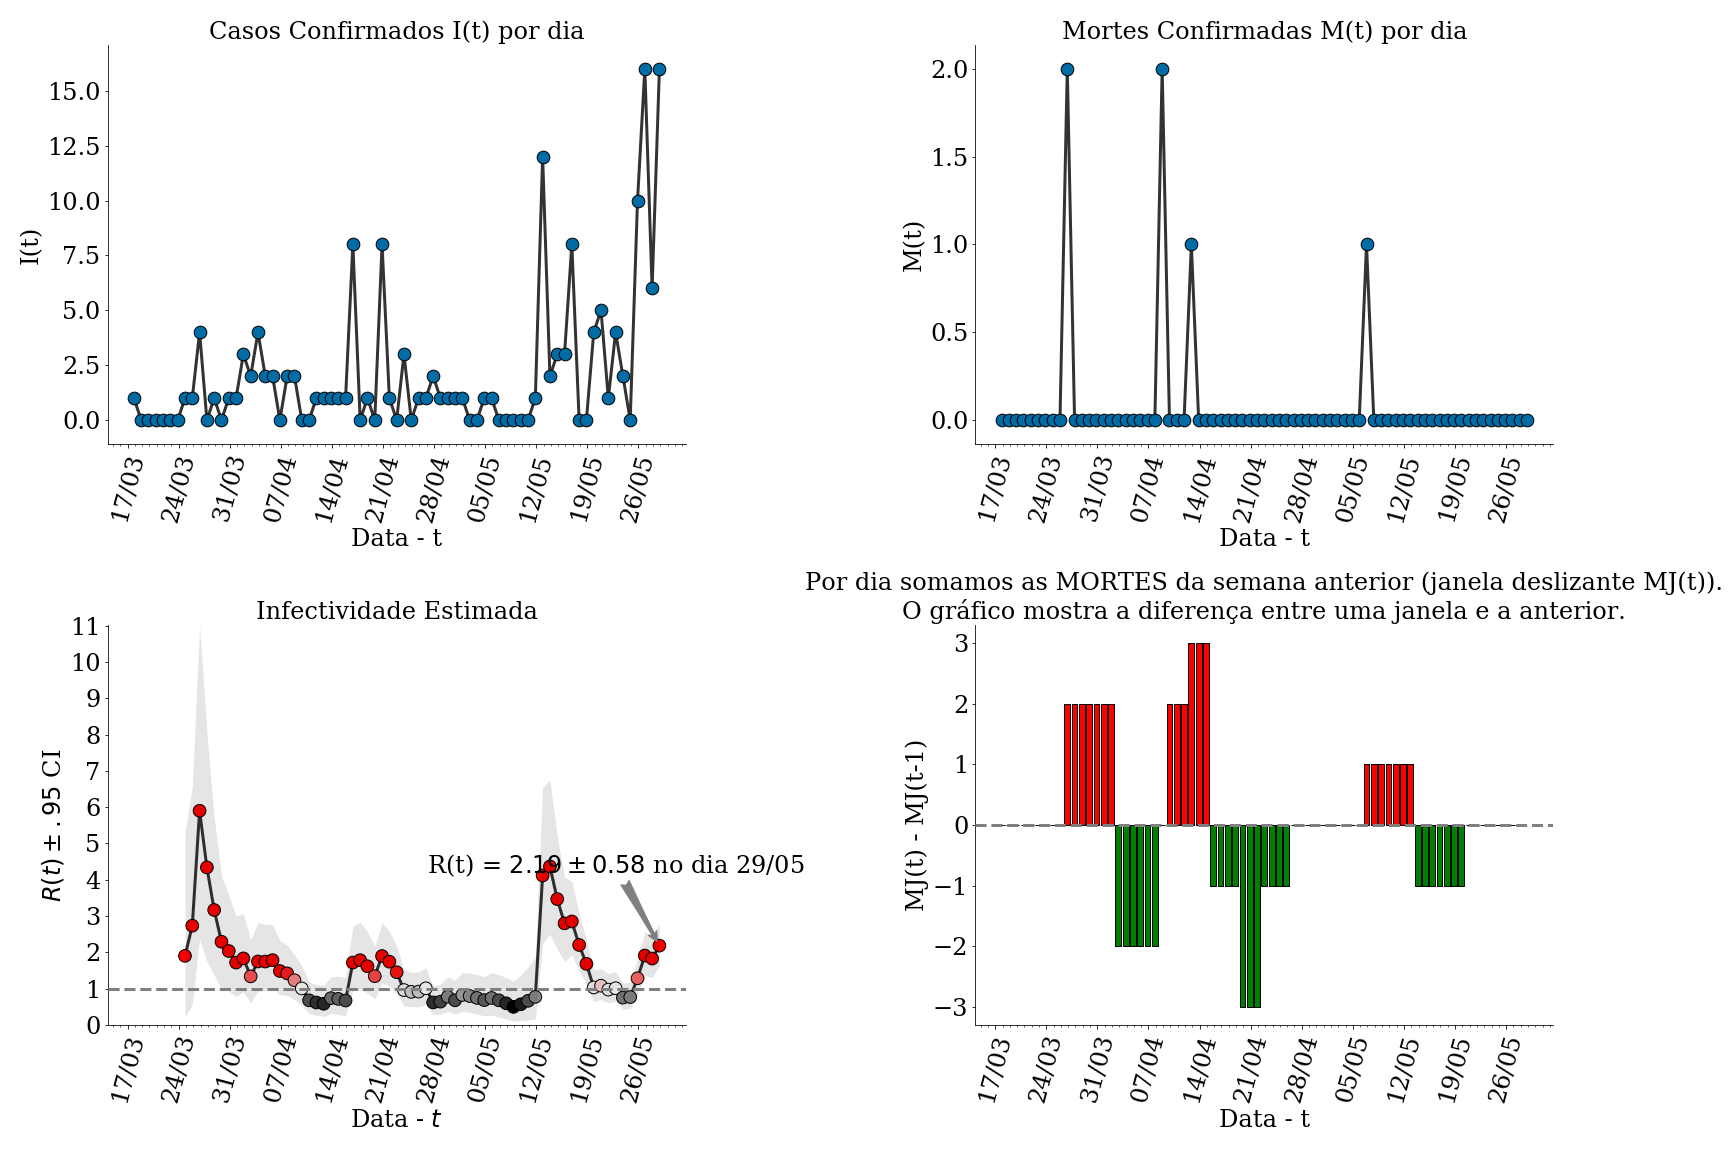 Casos Confirmados I(t) por dia
I(t)
15.0
12.5
10.0
7.5
5.0
2.5
0.0
17/03 24/03 31/03 07/04 14/04 21/04 28/04 05/05 12/05 19/05 26/05
Data - t
Mortes Confirmadas M(t) por dia
M(t)
2.0
1.5
1.0
0.5
0.0
17/03 24/03 31/03 07/04 14/04 21/04 28/04 05/05 12/05 19/05 26/05
Data - t
Infectividade Estimada
R(t) ± .95 CI
11
10
9
8
7
6
5
4
3
2
1
0
R(t) = 2.19 ± 0.58 no dia 29/05
17/03 24/03 31/03 07/04 14/04 21/04 28/04 05/05 12/05 19/05 26/05
Data - t
Por dia somamos as MORTES da semana anterior (janela deslizante MJ(t)).
O gráfico mostra a diferença entre uma janela e a anterior.
MJ(t) - MJ(t-1)
3
2
1
0
−1
−2
−3
17/03 24/03 31/03 07/04 14/04 21/04 28/04 05/05 12/05 19/05 26/05
Data - t